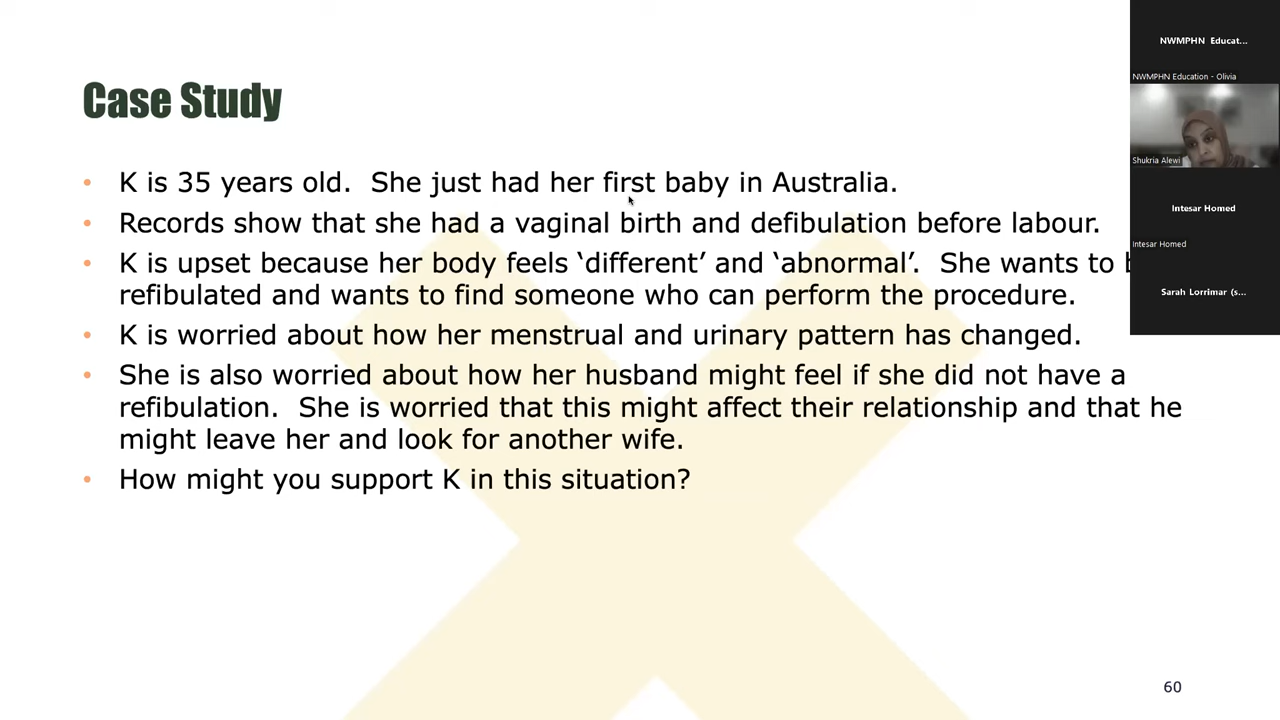 Case Study
• K is 35 years old. She just had her first baby in Australia.
• Records show that she had a vaginal birth and defibulation before labour.
• K is upset because her body feels ‘different’ and ‘abnormal’. She wants to
refibulated and wants to find someone who can perform the procedure.
• K is worried about how her menstrual and urinary pattern has changed.
• She is also worried about how her husband might feel if she did not have a
refibulation. She is worried that this might affect their relationship and that he
might leave her and look for another wife.
• How might you support K in this situation?
60
NWMPHN Educat...
NWMPHN Education - Olivia
Shukria Alewi
Intesar Homed
Intesar Homed
Sarah Lorrimar (s...